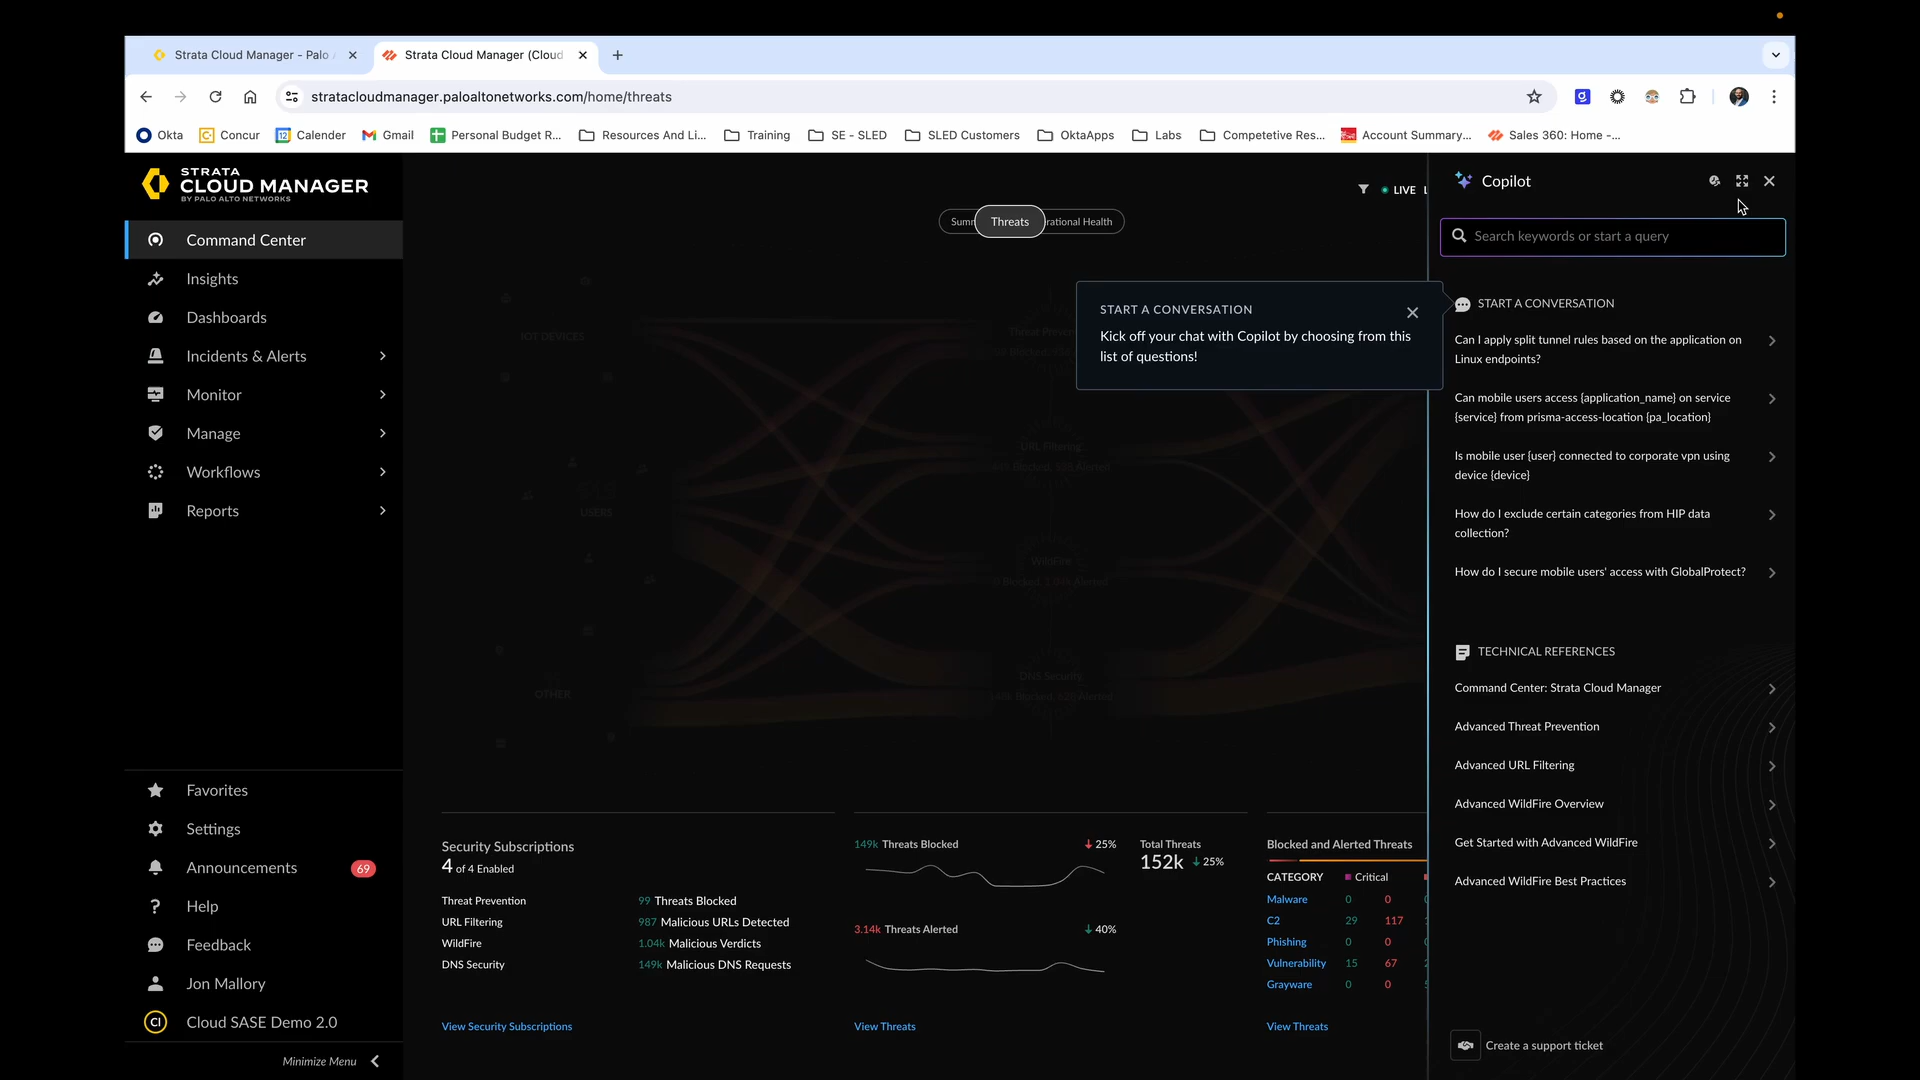 Strata Cloud Manager - Palo
Strata Cloud Manager (Cloud
stratacloudmanager.paloaltonetworks.com/home/threats
Okta
Concur
Calender
Gmail
Personal Budget R...
Resources And Li...
Training
SE - SLED
SLED Customers
OktaApps
Labs
Competetive Res...
Account Summary...
Sales 360: Home -...
STRATA
CLOUD MANAGER
BY PALO ALTO NETWORKS
Command Center
Insights
Dashboards
Incidents & Alerts
Monitor
Manage
Workflows
Reports
Favorites
Settings
Announcements
69
Help
Feedback
Jon Mallory
CI
Cloud SASE Demo 2.0
Minimize Menu
LIVE
Threats
rational Health
IOT DEVICES
USERS
OTHER
URL Filtering
WildFire
DNS Security
START A CONVERSATION
Kick off your chat with Copilot by choosing from this
list of questions!
Security Subscriptions
4 of 4 Enabled
Threat Prevention
99 Threats Blocked
URL Filtering
987 Malicious URLs Detected
WildFire
1.04k Malicious Verdicts
DNS Security
149k Malicious DNS Requests
View Security Subscriptions
149k Threats Blocked
25%
3.14k Threats Alerted
40%
View Threats
Total Threats
152k
25%
Blocked and Alerted Threats
CATEGORY
Critical
Malware 0 0
C2 29 117
Phishing 0 0
Vulnerability 15 67
Grayware 0 0
View Threats
Copilot
Search keywords or start a query
START A CONVERSATION
Can I apply split tunnel rules based on the application on
Linux endpoints?
Can mobile users access {application_name} on service
{service} from prisma-access-location {pa_location}
Is mobile user {user} connected to corporate vpn using
device {device}
How do I exclude certain categories from HIP data
collection?
How do I secure mobile users' access with GlobalProtect?
TECHNICAL REFERENCES
Command Center: Strata Cloud Manager
Advanced Threat Prevention
Advanced URL Filtering
Advanced WildFire Overview
Get Started with Advanced WildFire
Advanced WildFire Best Practices
Create a support ticket